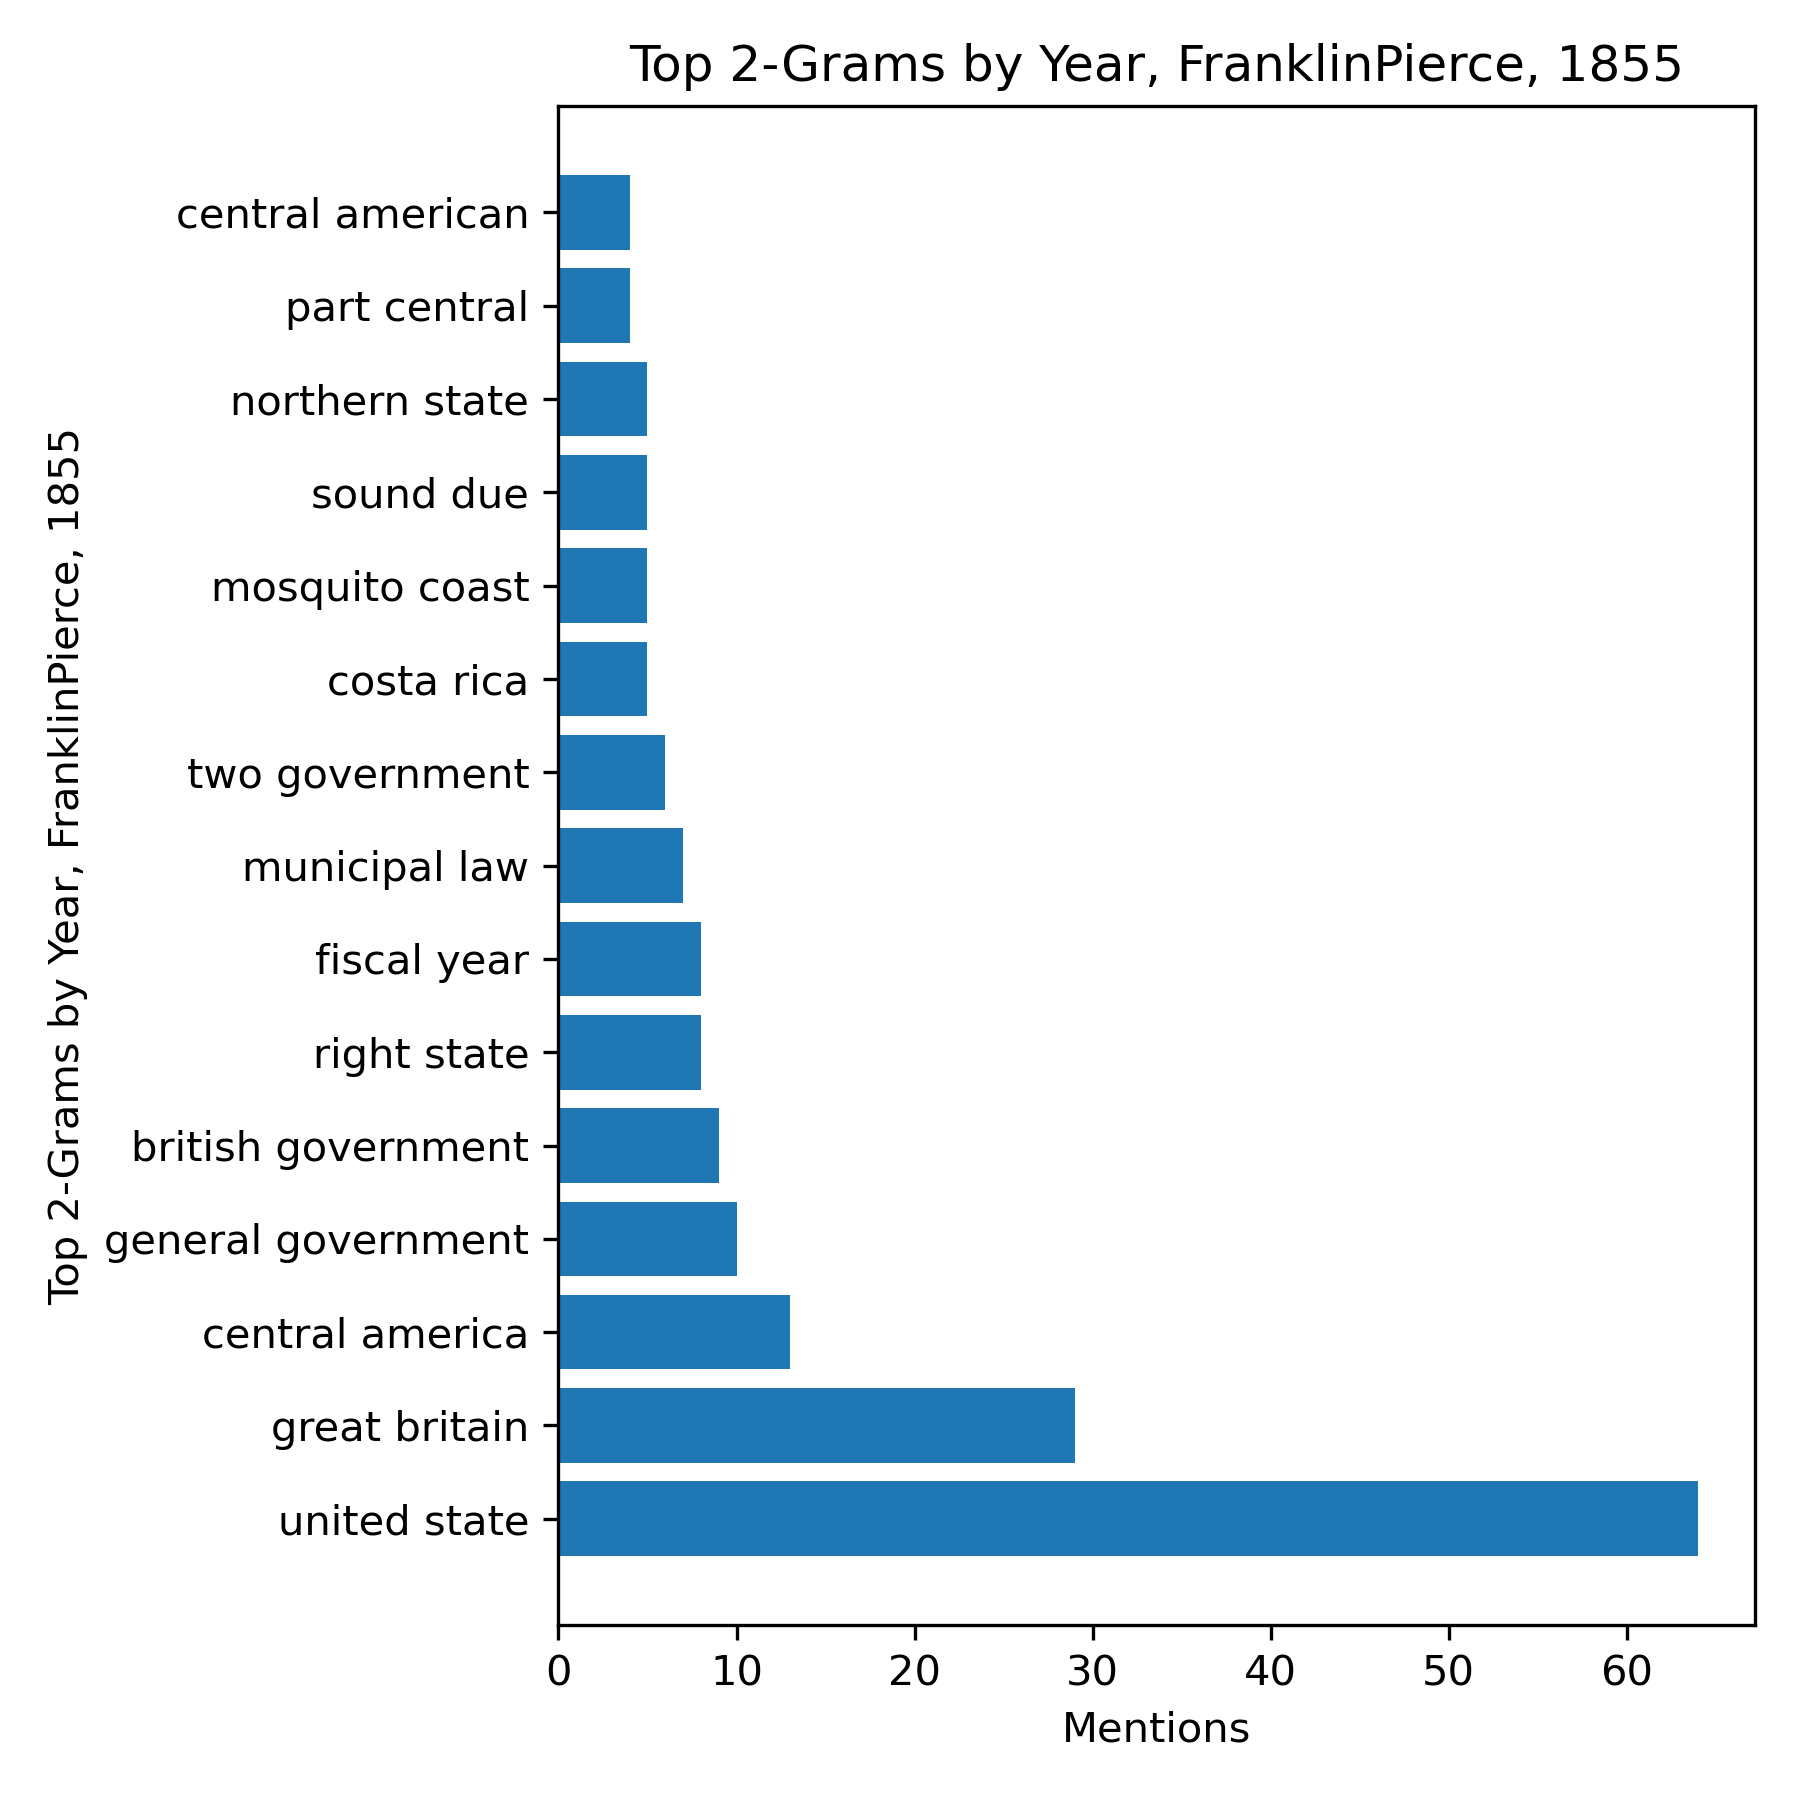 Top 2-Grams by Year, FranklinPierce, 1855
Top 2-Grams by Year, FranklinPierce, 1855
central american
part central
northern state
sound due
mosquito coast
costa rica
two government
municipal law
fiscal year
right state
british government
general government
central america
great britain
united state
0 10 20 30 40 50 60
Mentions